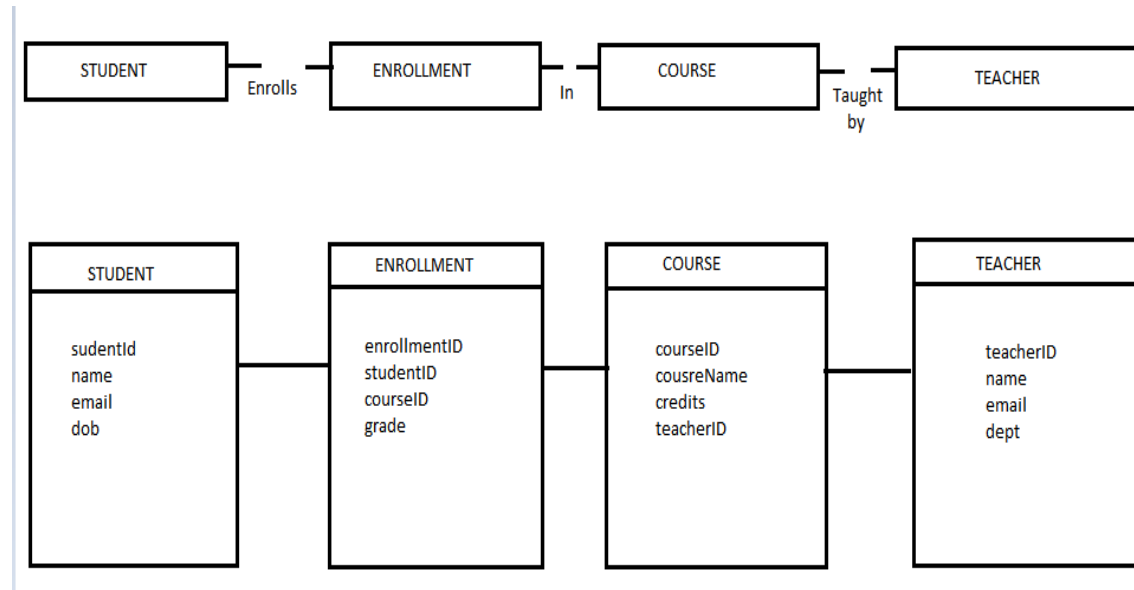 STUDENT
Enrolls
ENROLLMENT
In
COURSE
Taught
by
TEACHER
STUDENT
sudentId
name
email
dob
ENROLLMENT
enrollmentID
studentID
courseID
grade
COURSE
courseID
cousreName
credits
teacherID
TEACHER
teacherID
name
email
dept